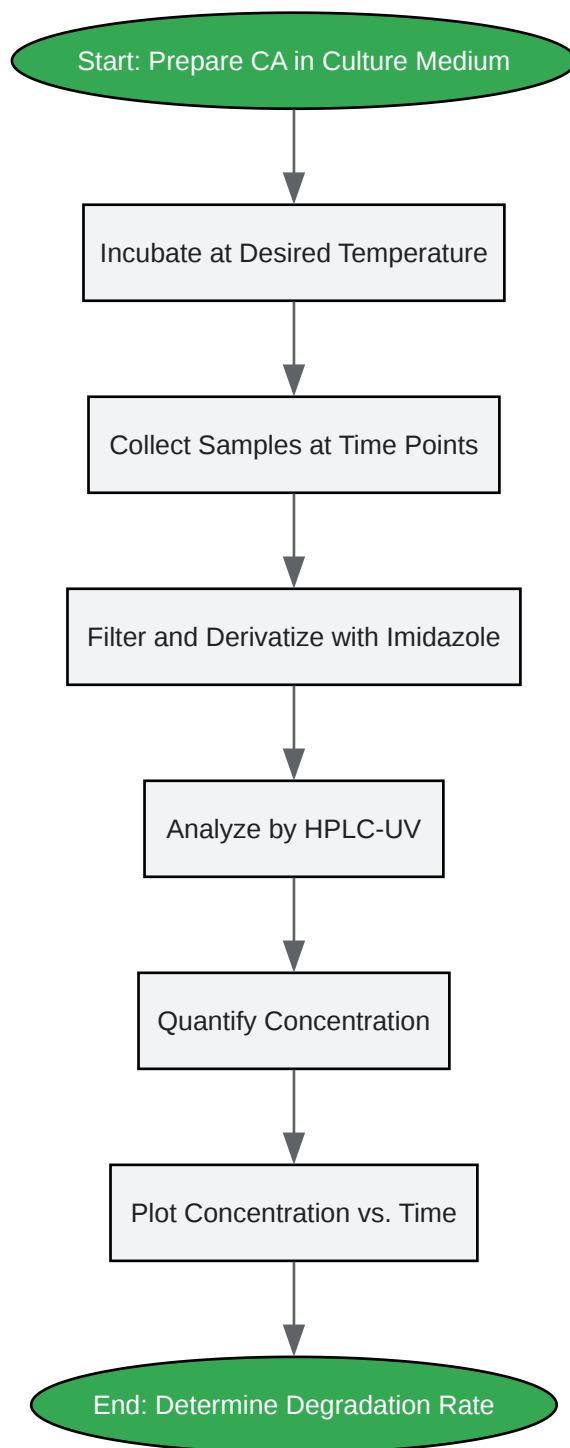 Start: Prepare CA in Culture Medium
Incubate at Desired Temperature
Collect Samples at Time Points
Filter and Derivatize with Imidazole
Analyze by HPLC-UV
Quantify Concentration
Plot Concentration vs. Time
End: Determine Degradation Rate